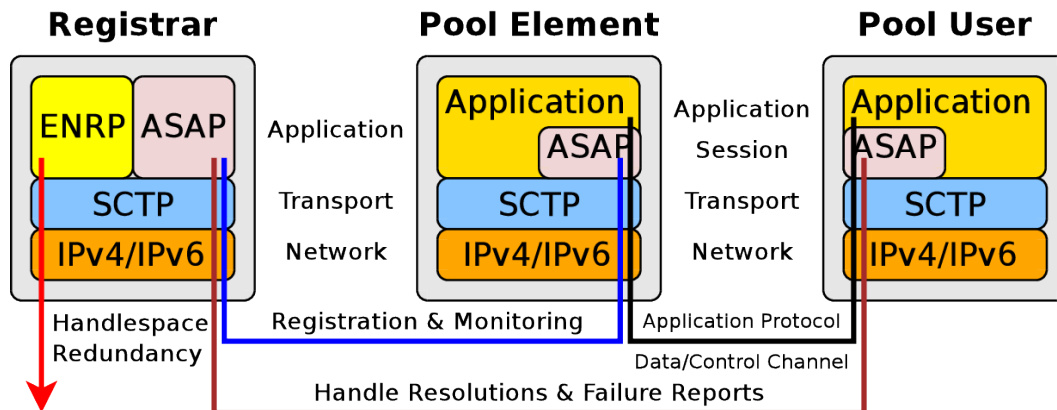 Registrar
Pool Element
Pool User
ENRP
ASAP
SCTP
IPv4/IPv6
Application
Transport
Network
Application
ASAP
SCTP
IPv4/IPv6
Application
Session
Transport
Network
Application
ASAP
SCTP
IPv4/IPv6
Handlespace
Redundancy
Registration & Monitoring
Application Protocol
Data/Control Channel
Handle Resolutions & Failure Reports